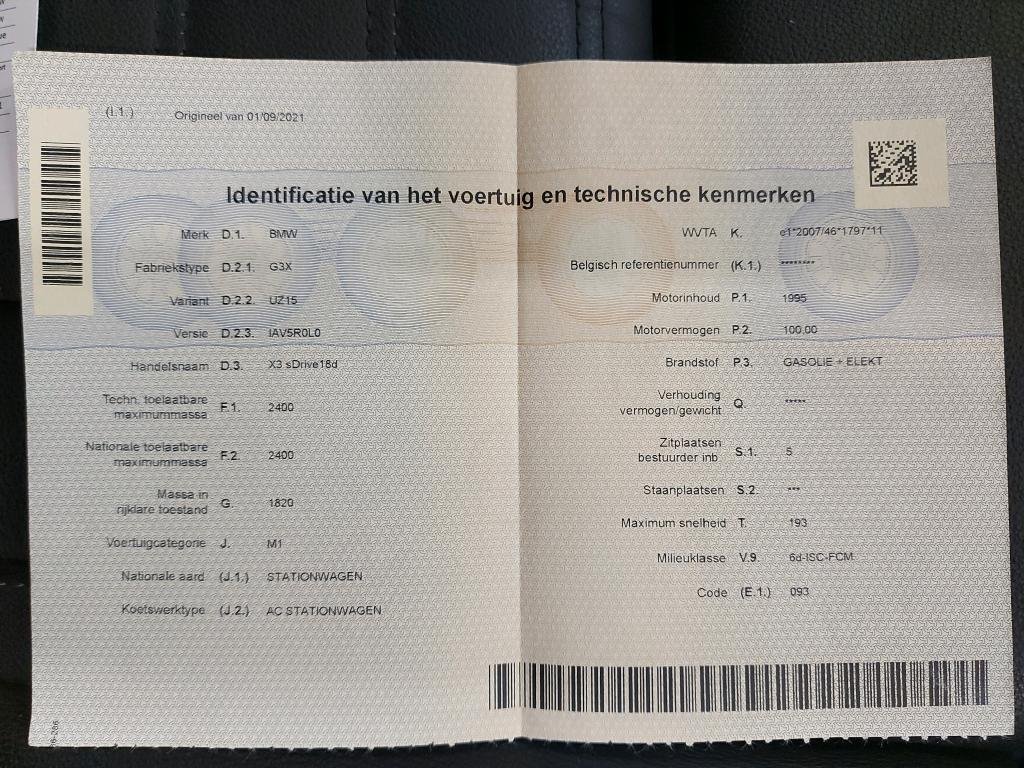 (I.1.) Origineel van 01/09/2021
Identificatie van het voertuig en technische kenmerken
Merk D.1. BMW
Fabriekstype D.2.1. G3X
Variant D.2.2. UZ15
Versie D.2.3. IAV5R0L0
Handelsnaam D.3. X3 sDrive18d
Techn. toelaatbare
maximummassa F.1. 2400
Nationale toelaatbare
maximummassa F.2. 2400
Massa in
rijklare toestand G. 1820
Voertuigcategorie J. M1
Nationale aard (J.1.) STATIONWAGEN
Koetswerktype (J.2.) AC STATIONWAGEN
WVTA K. e1*2007/46*1797*11
Belgisch referentienummer (K.1.) ********
Motorinhoud P.1. 1995
Motorvermogen P.2. 100,00
Brandstof P.3. GASOLIE + ELEKT
Verhouding
vermogen/gewicht Q. *****
Zitplaatsen
bestuurder inb. S.1. 5
Staanplaatsen S.2. ***
Maximum snelheid T. 193
Milieuklasse V.9. 6d-ISC-FCM
Code (E.1.) 093